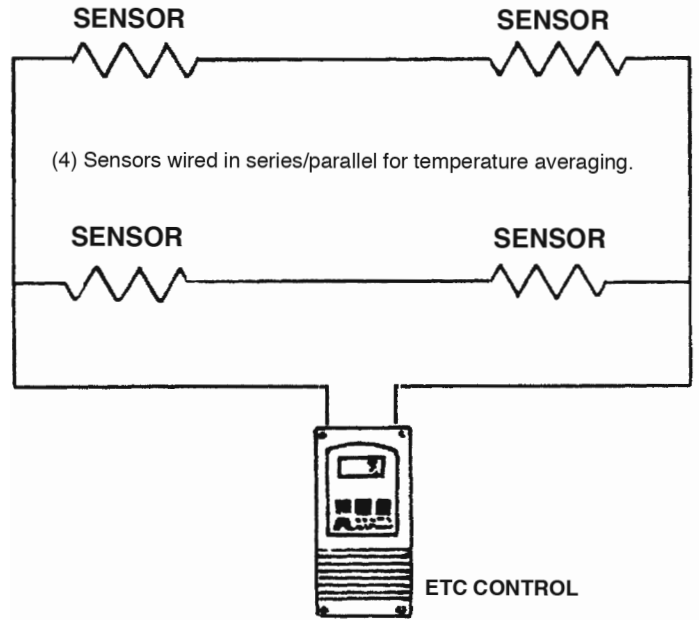 SENSOR SENSOR
(4) Sensors wired in series/parallel for temperature averaging.
SENSOR SENSOR
ETC CONTROL